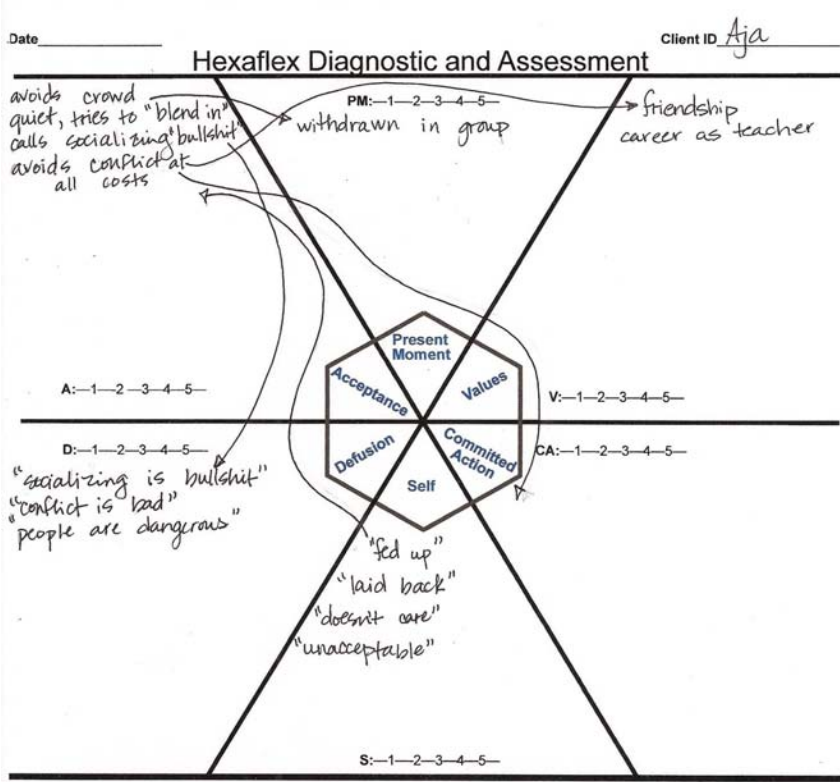 Date
Client ID Aja
Hexaflex Diagnostic and Assessment
avoids crowd
quiet, tries to "blend in"
calls socializing "bullshit"
avoids conflict at
all costs
PM:—1—2—3—4—5—
withdrawn in group
friendship
career as teacher
Present
Moment
Acceptance
Values
A:—1—2—3—4—5—
V:—1—2—3—4—5—
D:—1—2—3—4—5—
CA:—1—2—3—4—5—
Defusion
Committed
Action
Self
"socializing is bullshit"
"conflict is bad"
"people are dangerous"
"fed up"
"laid back"
"doesn't care"
"unacceptable"
S:—1—2—3—4—5—